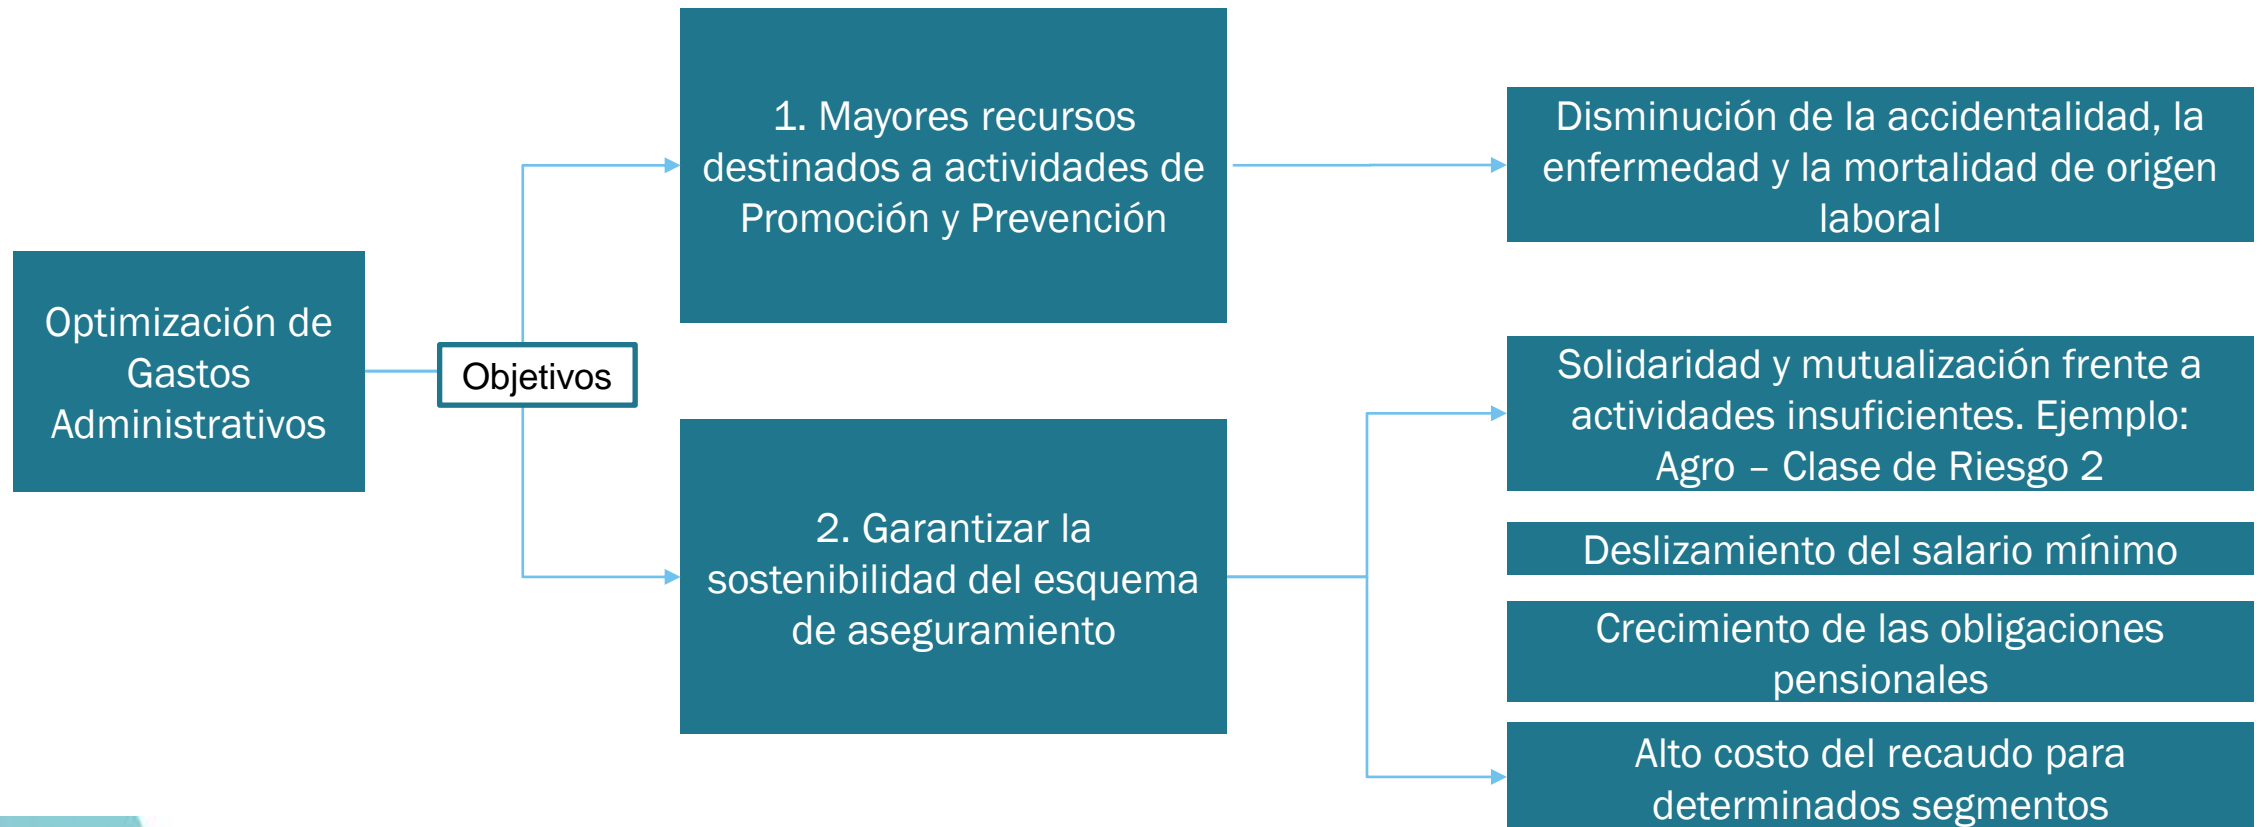 Optimización de
Gastos
Administrativos
Objetivos
1. Mayores recursos
destinados a actividades de
Promoción y Prevención
Disminución de la accidentalidad, la
enfermedad y la mortalidad de origen
laboral
2. Garantizar la
sostenibilidad del esquema
de aseguramiento
Solidaridad y mutualización frente a
actividades insuficientes. Ejemplo:
Agro – Clase de Riesgo 2
Deslizamiento del salario mínimo
Crecimiento de las obligaciones
pensionales
Alto costo del recaudo para
determinados segmentos